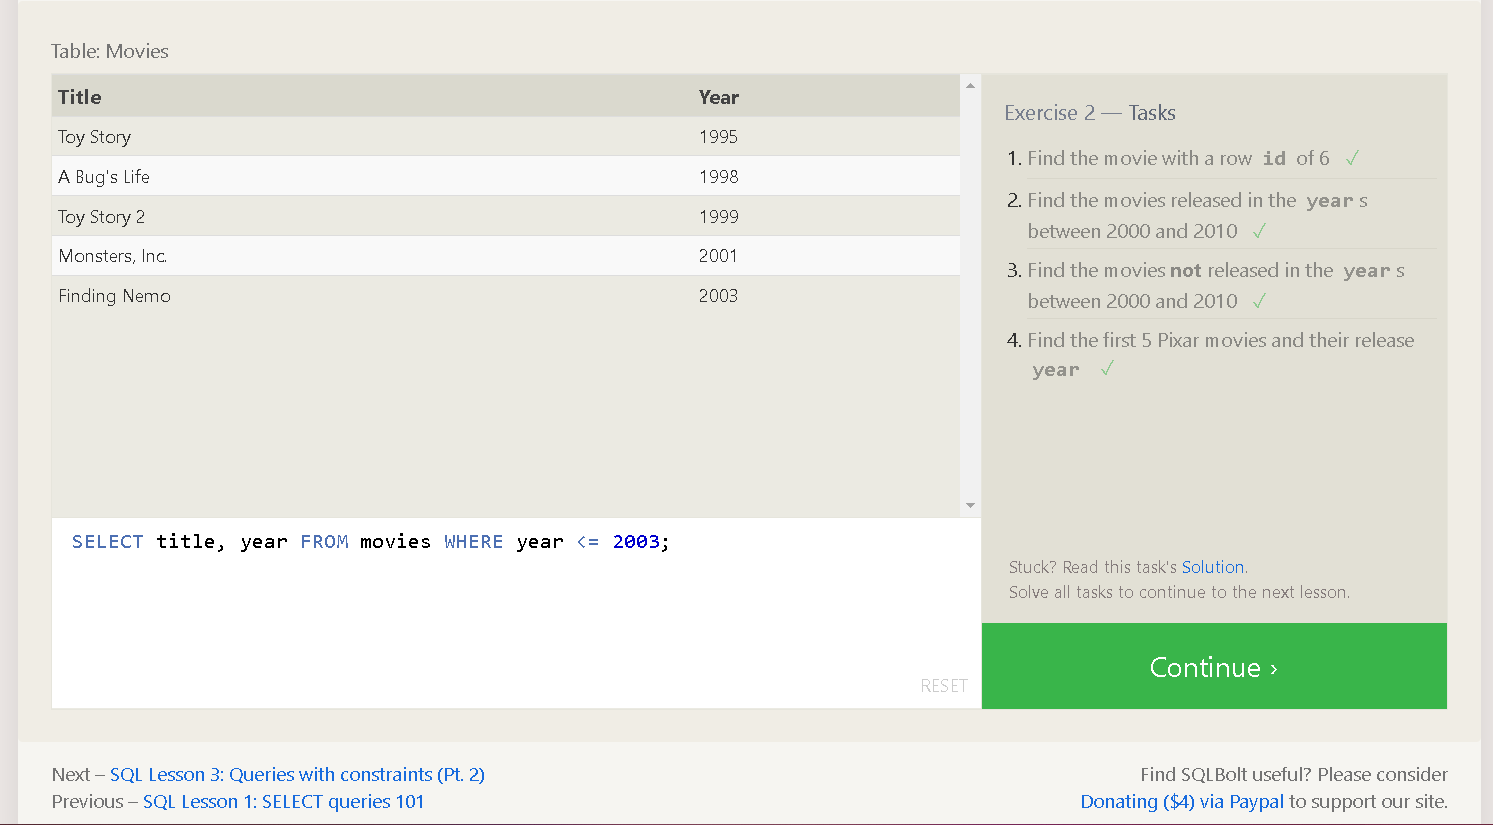 Table: Movies
Title Year
Toy Story 1995
A Bug's Life 1998
Toy Story 2 1999
Monsters, Inc. 2001
Finding Nemo 2003
SELECT title, year FROM movies WHERE year <= 2003;
RESET
Exercise 2 — Tasks
1. Find the movie with a row id of 6 ✓
2. Find the movies released in the year s
between 2000 and 2010 ✓
3. Find the movies not released in the year s
between 2000 and 2010 ✓
4. Find the first 5 Pixar movies and their release
year ✓
Stuck? Read this task's Solution.
Solve all tasks to continue to the next lesson.
Continue ›
Next – SQL Lesson 3: Queries with constraints (Pt. 2)
Previous – SQL Lesson 1: SELECT queries 101
Find SQLBolt useful? Please consider
Donating ($4) via Paypal to support our site.